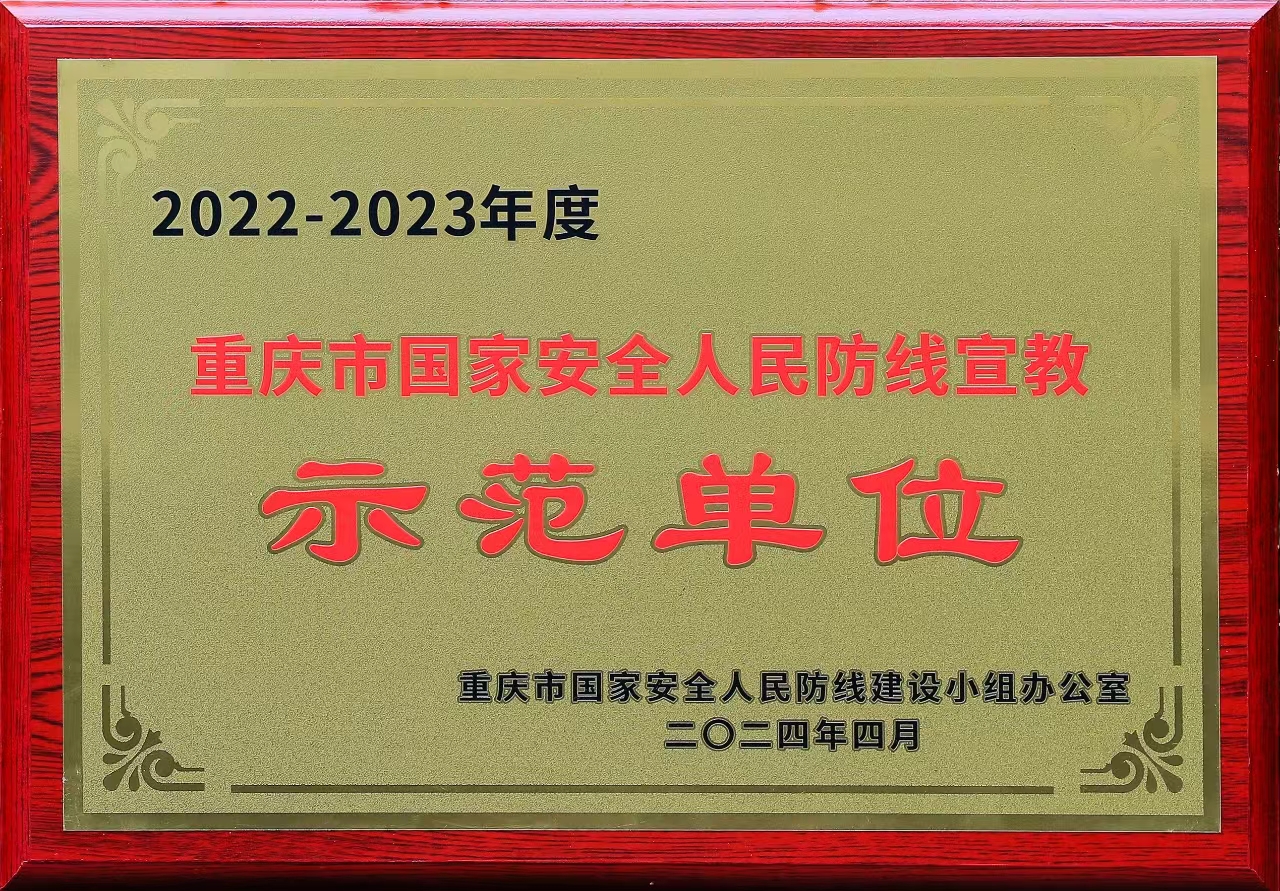 2022-2023年度
重庆市国家安全人民防线宣教
示范单位
重庆市国家安全人民防线建设小组办公室
二〇二四年四月